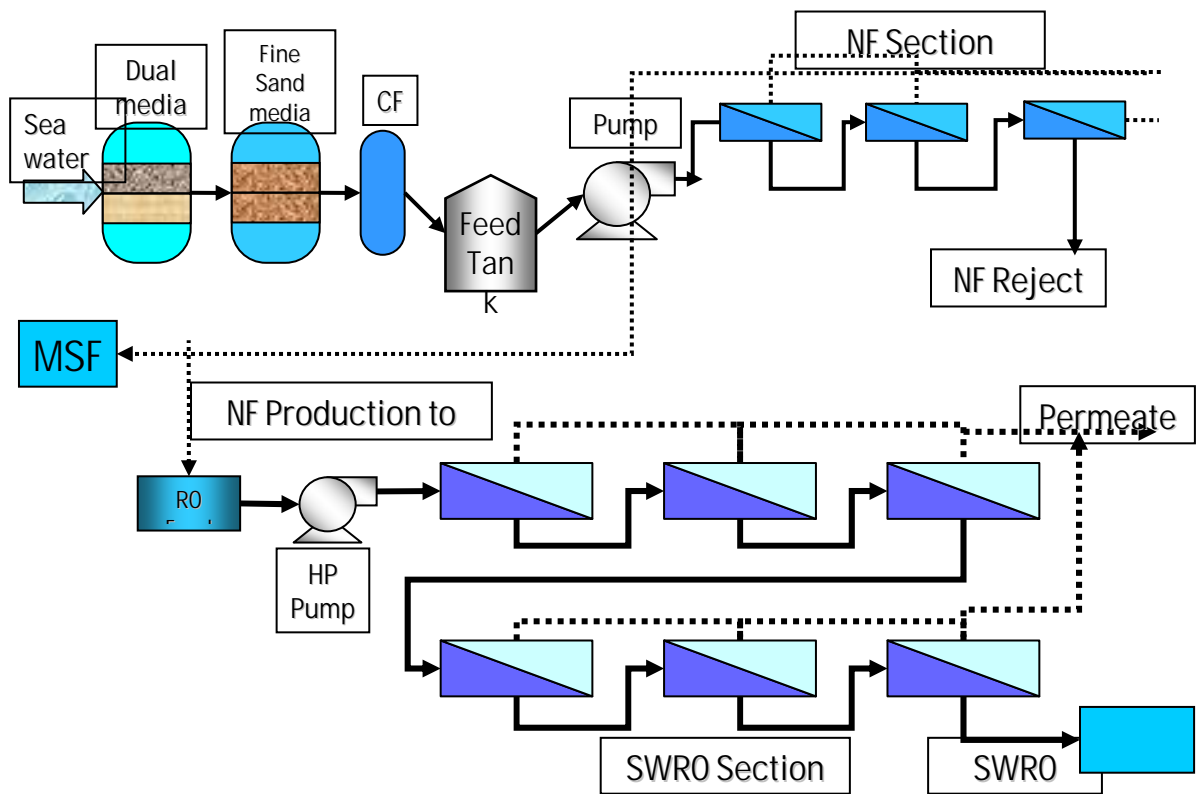 Dual
media
Fine
Sand
media
CF
Sea
water
Pump
NF Section
Feed
Tan
k
NF Reject
MSF
NF Production to
Permeate
RO
HP
Pump
SWRO Section
SWRO